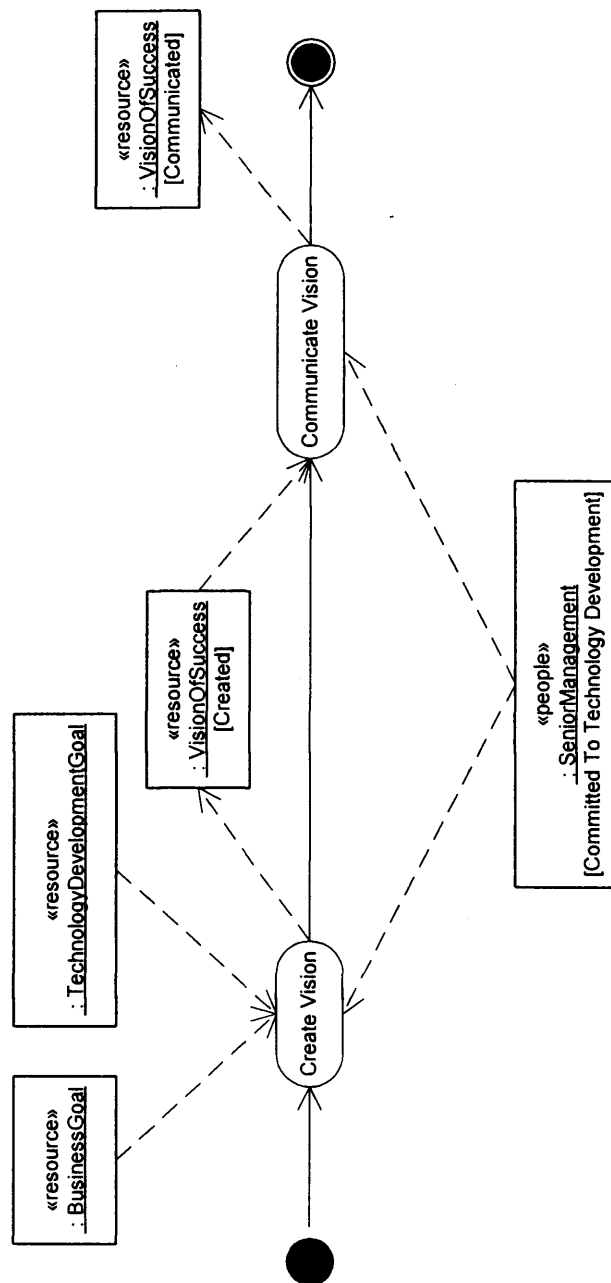 «resource»
: BusinessGoal
«resource»
: TechnologyDevelopmentGoal
Create Vision
«resource»
: VisionOfSuccess
[Created]
«people»
: SeniorManagement
[Committed To Technology Development]
Communicate Vision
«resource»
: VisionOfSuccess
[Communicated]